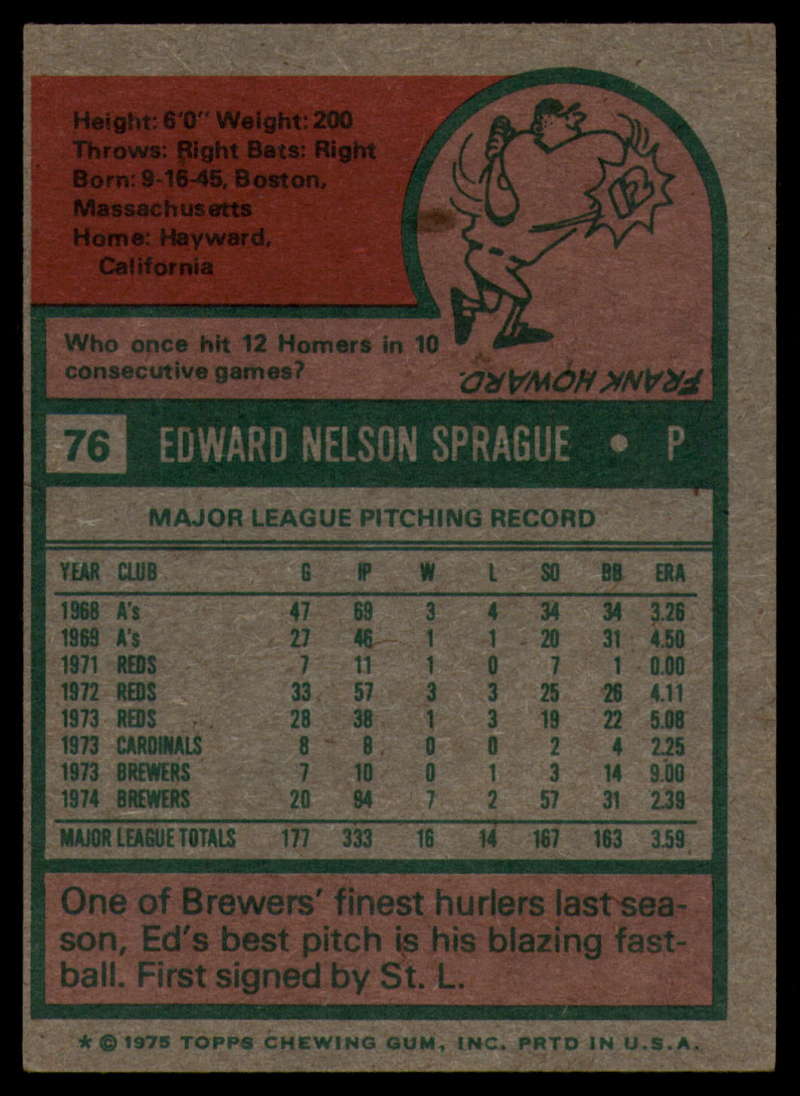 Height: 6'0" Weight: 200
Throws: Right Bats: Right
Born: 9-16-45, Boston,
Massachusetts
Home: Hayward,
California
12
Who once hit 12 Homers in 10
consecutive games?
FRANK HOWARD.
76 EDWARD NELSON SPRAGUE • P
MAJOR LEAGUE PITCHING RECORD
YEAR CLUB G IP W L SO BB ERA
1968 A's 47 69 3 4 34 34 3.26
1969 A's 27 46 1 1 20 31 4.50
1971 REDS 7 11 1 0 7 1 0.00
1972 REDS 33 57 3 3 25 26 4.11
1973 REDS 28 38 1 3 19 22 5.08
1973 CARDINALS 8 8 0 0 2 4 2.25
1973 BREWERS 7 10 0 1 3 14 9.00
1974 BREWERS 20 94 7 2 57 31 2.39
MAJOR LEAGUE TOTALS 177 333 16 14 167 163 3.59
One of Brewers' finest hurlers last sea-
son, Ed's best pitch is his blazing fast-
ball. First signed by St. L.
* © 1975 TOPPS CHEWING GUM, INC. PRTD IN U.S.A.